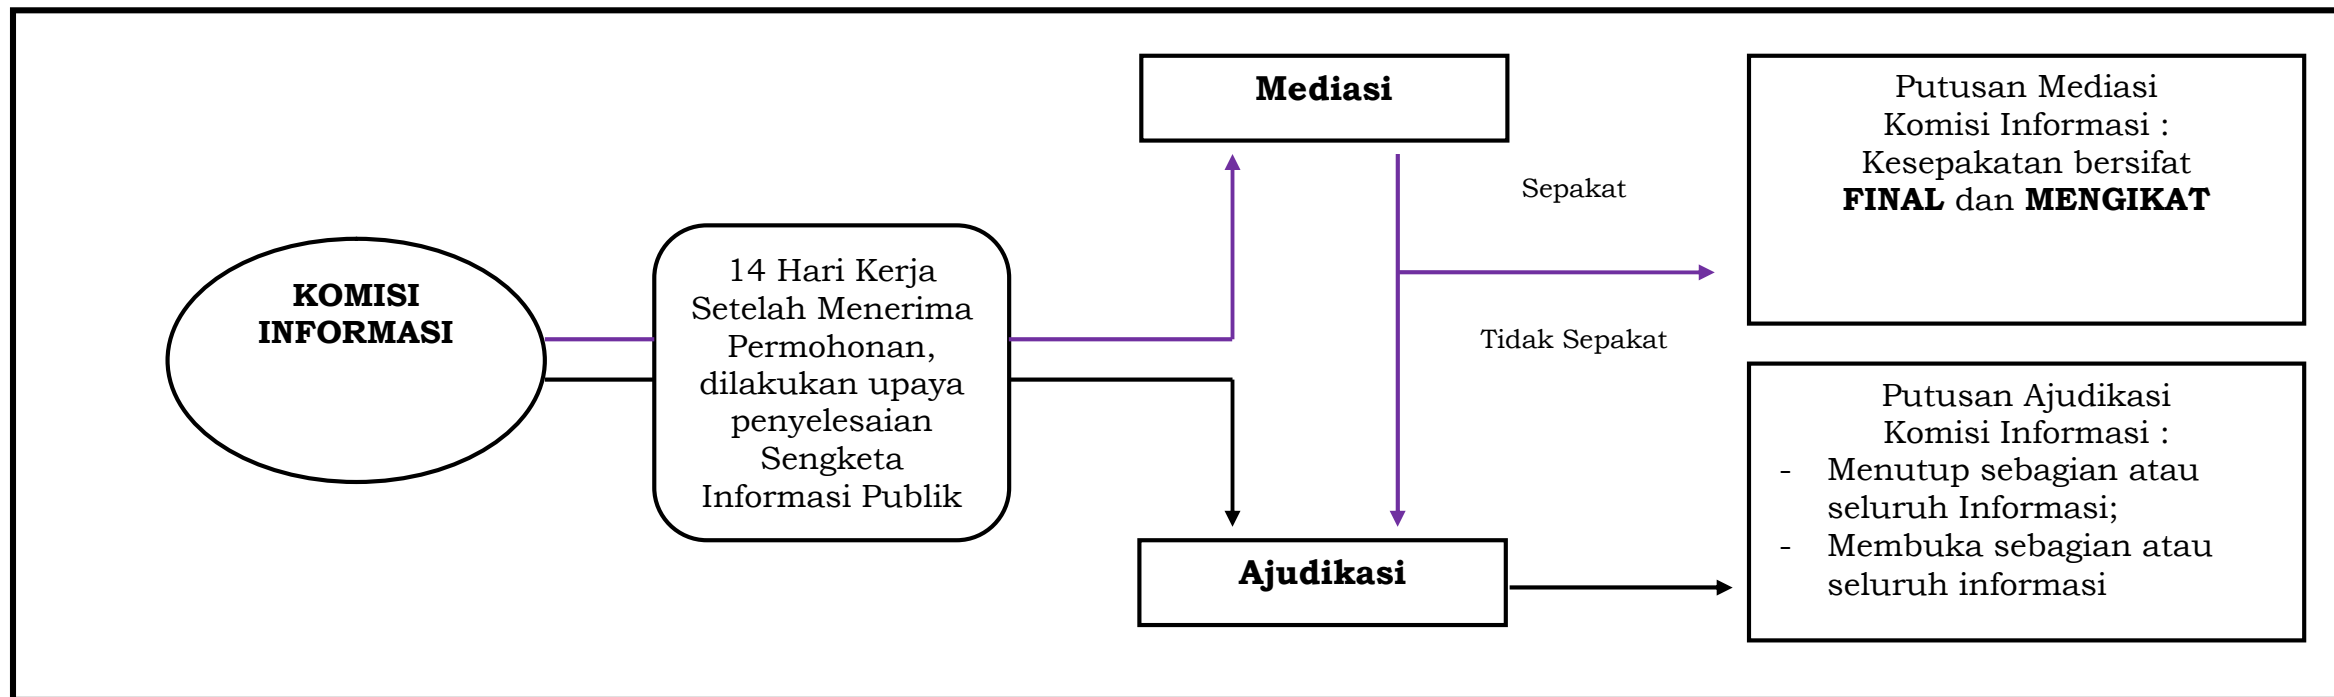 KOMISI
INFORMASI
14 Hari Kerja
Setelah Menerima
Permohonan,
dilakukan upaya
penyelesaian
Sengketa
Informasi Publik
Mediasi
Sepakat
Tidak Sepakat
Ajudikasi
Putusan Mediasi
Komisi Informasi :
Kesepakatan bersifat
FINAL dan MENGIKAT
Putusan Ajudikasi
Komisi Informasi :
- Menutup sebagian atau
seluruh Informasi;
- Membuka sebagian atau
seluruh informasi